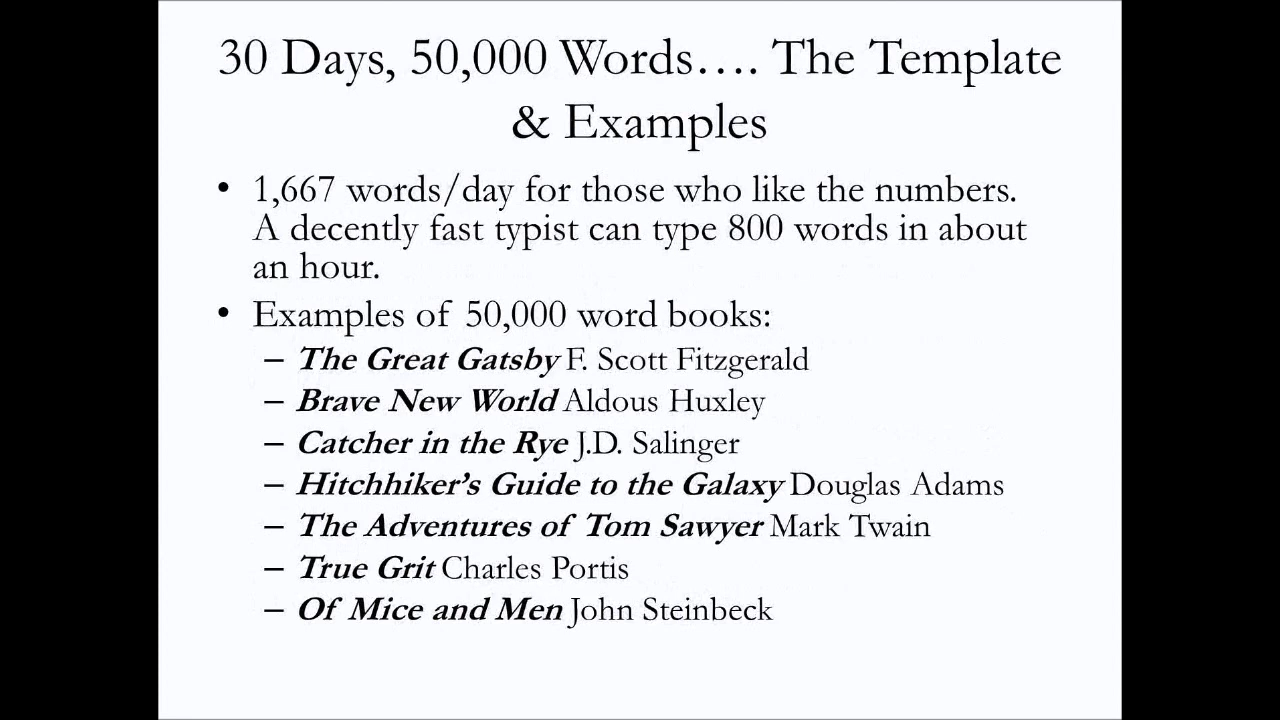 30 Days, 50,000 Words…. The Template
& Examples
• 1,667 words/day for those who like the numbers.
A decently fast typist can type 800 words in about
an hour.
• Examples of 50,000 word books:
– The Great Gatsby F. Scott Fitzgerald
– Brave New World Aldous Huxley
– Catcher in the Rye J.D. Salinger
– Hitchhiker’s Guide to the Galaxy Douglas Adams
– The Adventures of Tom Sawyer Mark Twain
– True Grit Charles Portis
– Of Mice and Men John Steinbeck